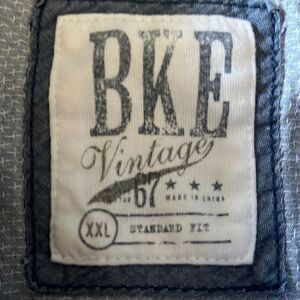 BKE
Vintage
67 ★ ★ ★
MADE IN CHINA
XXL STANDARD FIT